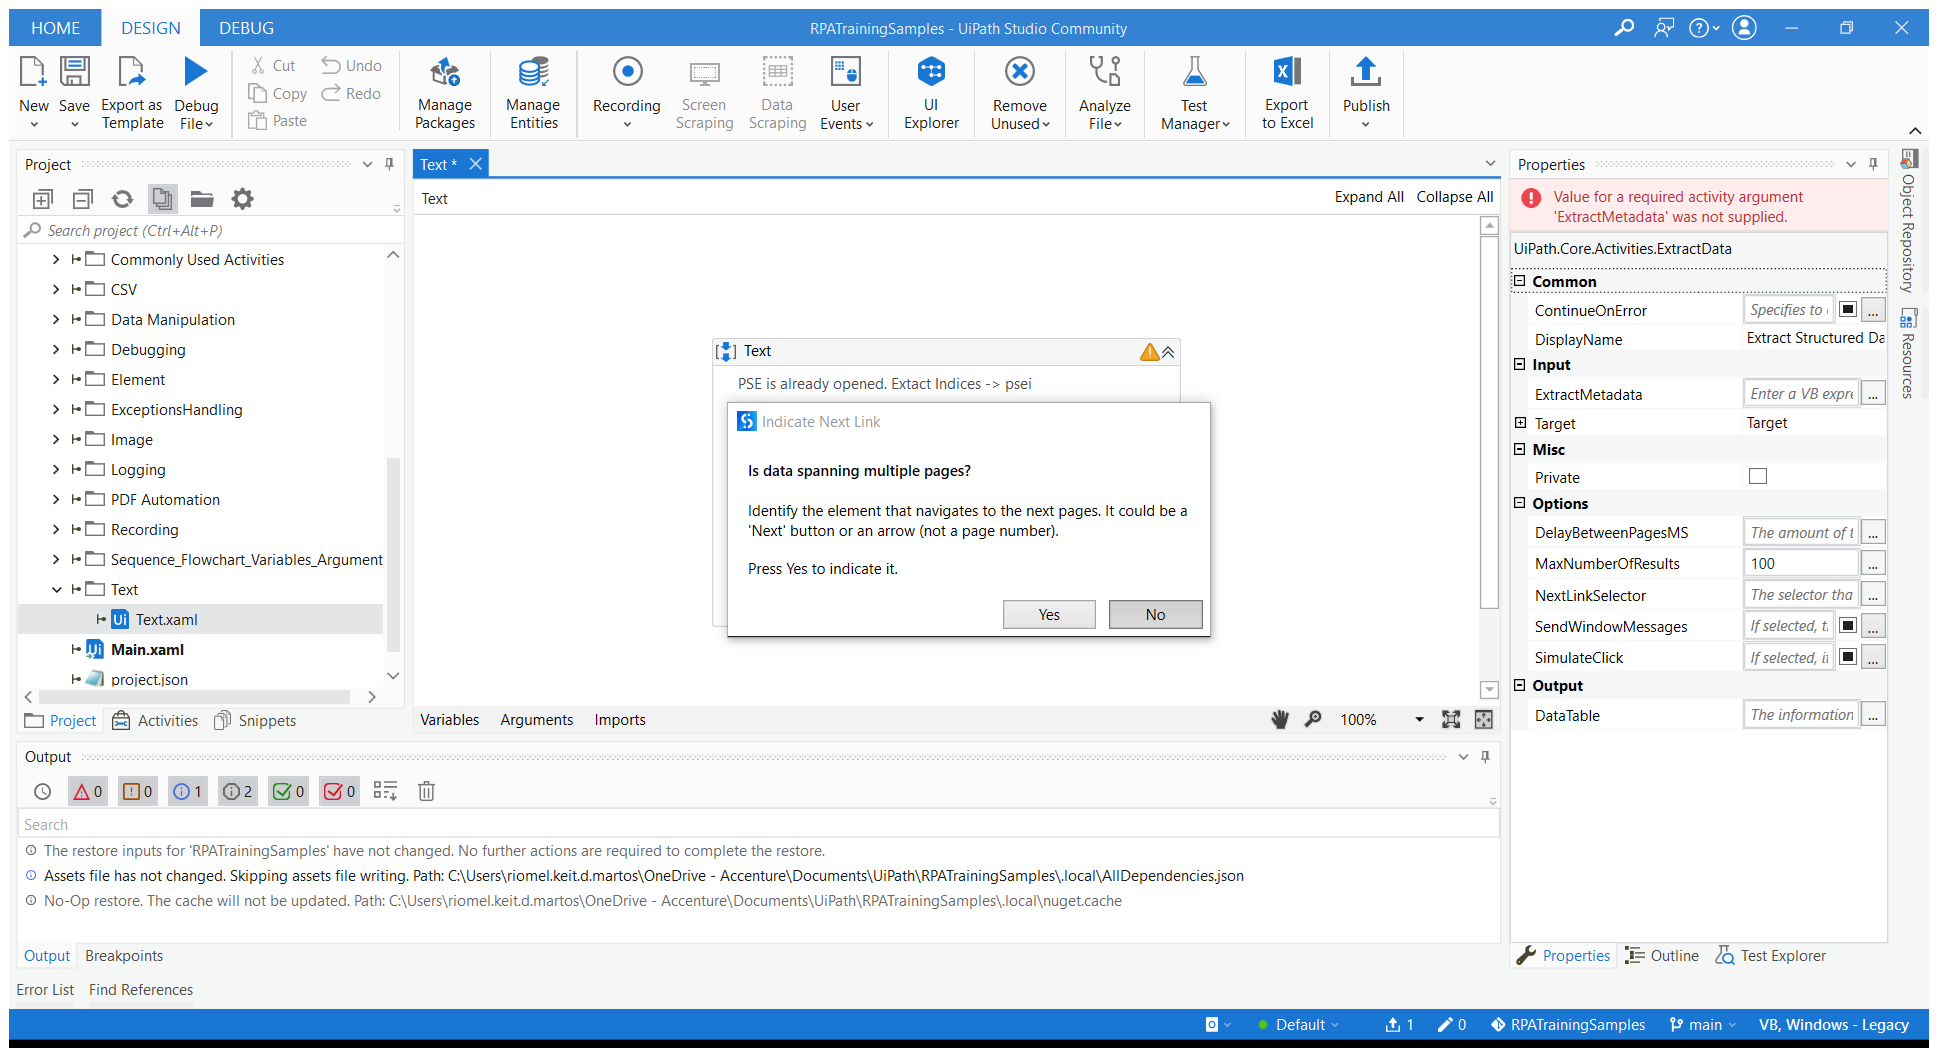 HOME DESIGN DEBUG RPATrainingSamples - UiPath Studio Community
New Save Export as Template Debug File
Cut Undo
Copy Redo
Paste
Manage Packages Manage Entities Recording Screen Scraping Data Scraping User Events UI Explorer Remove Unused Analyze File Test Manager Export to Excel Publish
Project
Search project (Ctrl+Alt+P)
Commonly Used Activities
CSV
Data Manipulation
Debugging
Element
ExceptionsHandling
Image
Logging
PDF Automation
Recording
Sequence_Flowchart_Variables_Argument
Text
Ui Text.xaml
Main.xaml
project.json
Project Activities Snippets
Text *
Text Expand All Collapse All
Text
PSE is already opened. Extact Indices -> psei
Indicate Next Link
Is data spanning multiple pages?
Identify the element that navigates to the next pages. It could be a
'Next' button or an arrow (not a page number).
Press Yes to indicate it.
Yes No
Variables Arguments Imports 100%
Properties
Value for a required activity argument
'ExtractMetadata' was not supplied.
UiPath.Core.Activities.ExtractData
Common
ContinueOnError Specifies to ...
DisplayName Extract Structured Da
Input
ExtractMetadata Enter a VB expre ...
Target Target
Misc
Private
Options
DelayBetweenPagesMS The amount of t ...
MaxNumberOfResults 100 ...
NextLinkSelector The selector tha ...
SendWindowMessages If selected, t ...
SimulateClick If selected, it ...
Output
DataTable The information ...
Object Repository
Resources
Output
0 0 1 2 0 0
Search
The restore inputs for 'RPATrainingSamples' have not changed. No further actions are required to complete the restore.
Assets file has not changed. Skipping assets file writing. Path: C:\Users\riomel.keit.d.martos\OneDrive - Accenture\Documents\UiPath\RPATrainingSamples\.local\AllDependencies.json
No-Op restore. The cache will not be updated. Path: C:\Users\riomel.keit.d.martos\OneDrive - Accenture\Documents\UiPath\RPATrainingSamples\.local\nuget.cache
Output Breakpoints
Properties Outline Test Explorer
Error List Find References
Default 1 0 RPATrainingSamples main VB, Windows - Legacy